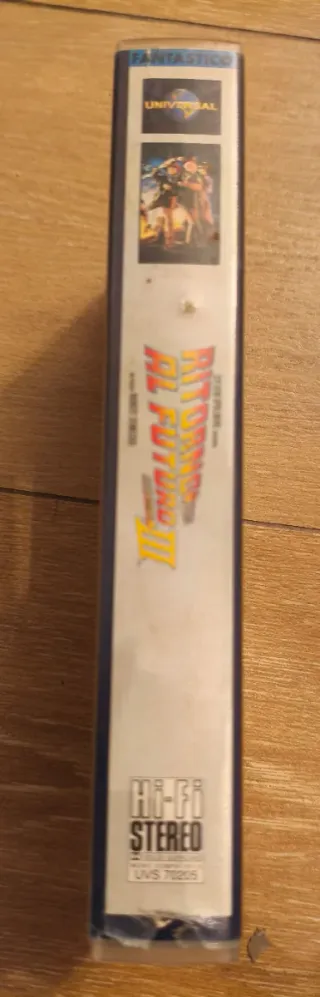 FANTASTICO
UNIVERSAL
RITORNO
AL FUTURO
III
Hi-Fi
STEREO
UVS 70205